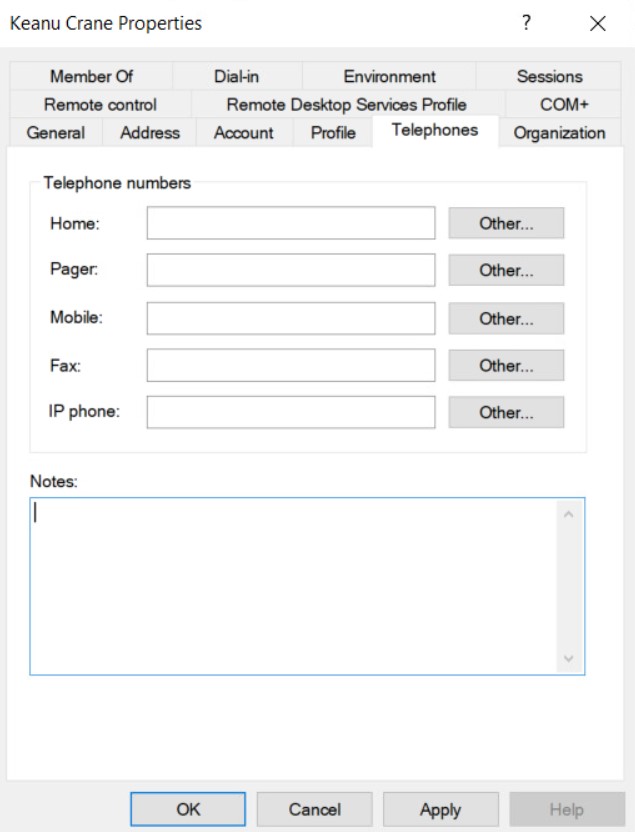 Keanu Crane Properties ?
Member Of Dial-in Environment Sessions
Remote control Remote Desktop Services Profile COM+
General Address Account Profile Telephones Organization
Telephone numbers
Home: Other...
Pager: Other...
Mobile: Other...
Fax: Other...
IP phone: Other...
Notes:
OK Cancel Apply Help